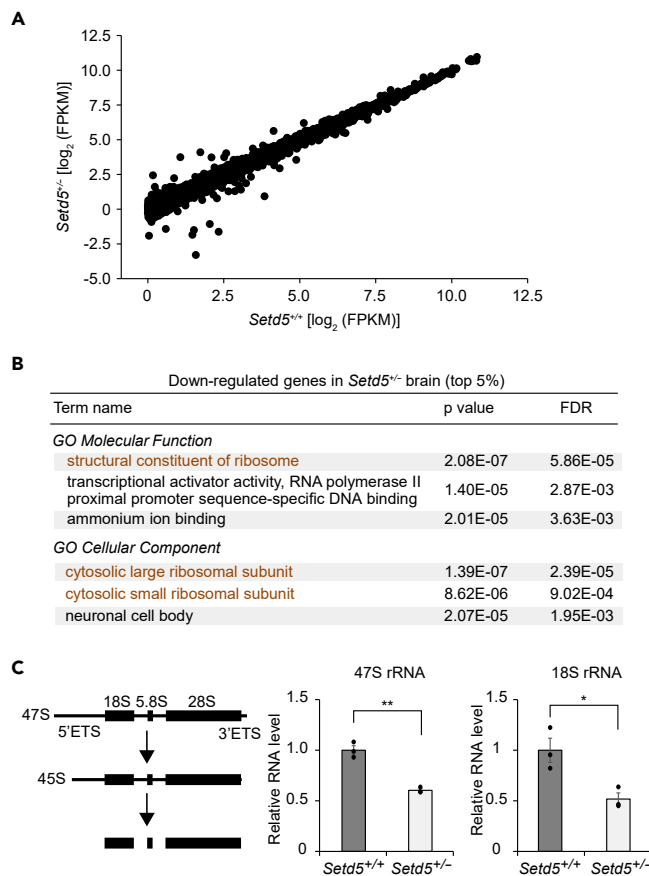 A
12.5
10.0
7.5
5.0
2.5
0
-2.5
-5.0
Setd5+/- [log2 (FPKM)]
0 2.5 5.0 7.5 10.0 12.5
Setd5+/+ [log2 (FPKM)]
B
Down-regulated genes in Setd5+/- brain (top 5%)
Term name p value FDR
GO Molecular Function
structural constituent of ribosome 2.08E-07 5.86E-05
transcriptional activator activity, RNA polymerase II
proximal promoter sequence-specific DNA binding 1.40E-05 2.87E-03
ammonium ion binding 2.01E-05 3.63E-03
GO Cellular Component
cytosolic large ribosomal subunit 1.39E-07 2.39E-05
cytosolic small ribosomal subunit 8.62E-06 9.02E-04
neuronal cell body 2.07E-05 1.95E-03
C
18S 5.8S 28S
47S
5'ETS 3'ETS
45S
47S rRNA
Relative RNA level
1.5
1.0
0.5
0
**
Setd5+/+ Setd5+/–
18S rRNA
Relative RNA level
1.5
1.0
0.5
0
*
Setd5+/+ Setd5+/–